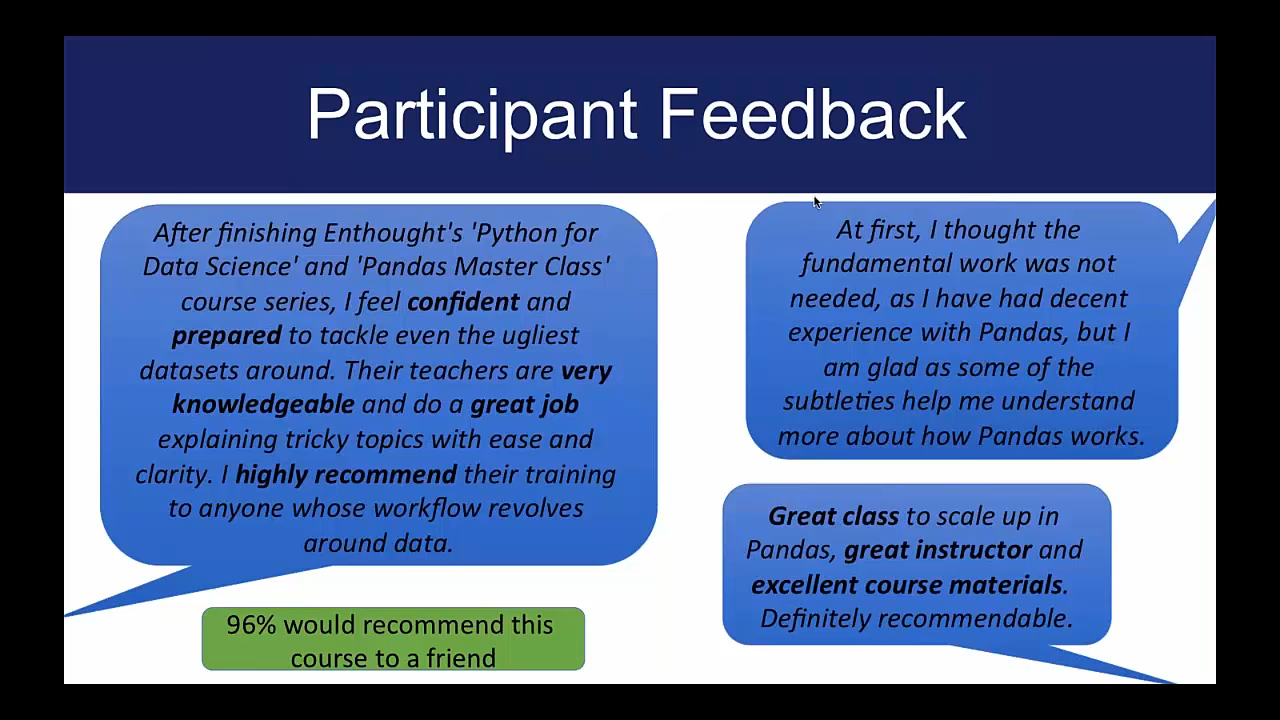 Participant Feedback
After finishing Enthought's 'Python for
Data Science' and 'Pandas Master Class'
course series, I feel confident and
prepared to tackle even the ugliest
datasets around. Their teachers are very
knowledgeable and do a great job
explaining tricky topics with ease and
clarity. I highly recommend their training
to anyone whose workflow revolves
around data.
96% would recommend this
course to a friend
At first, I thought the
fundamental work was not
needed, as I have had decent
experience with Pandas, but I
am glad as some of the
subtleties help me understand
more about how Pandas works.
Great class to scale up in
Pandas, great instructor and
excellent course materials.
Definitely recommendable.